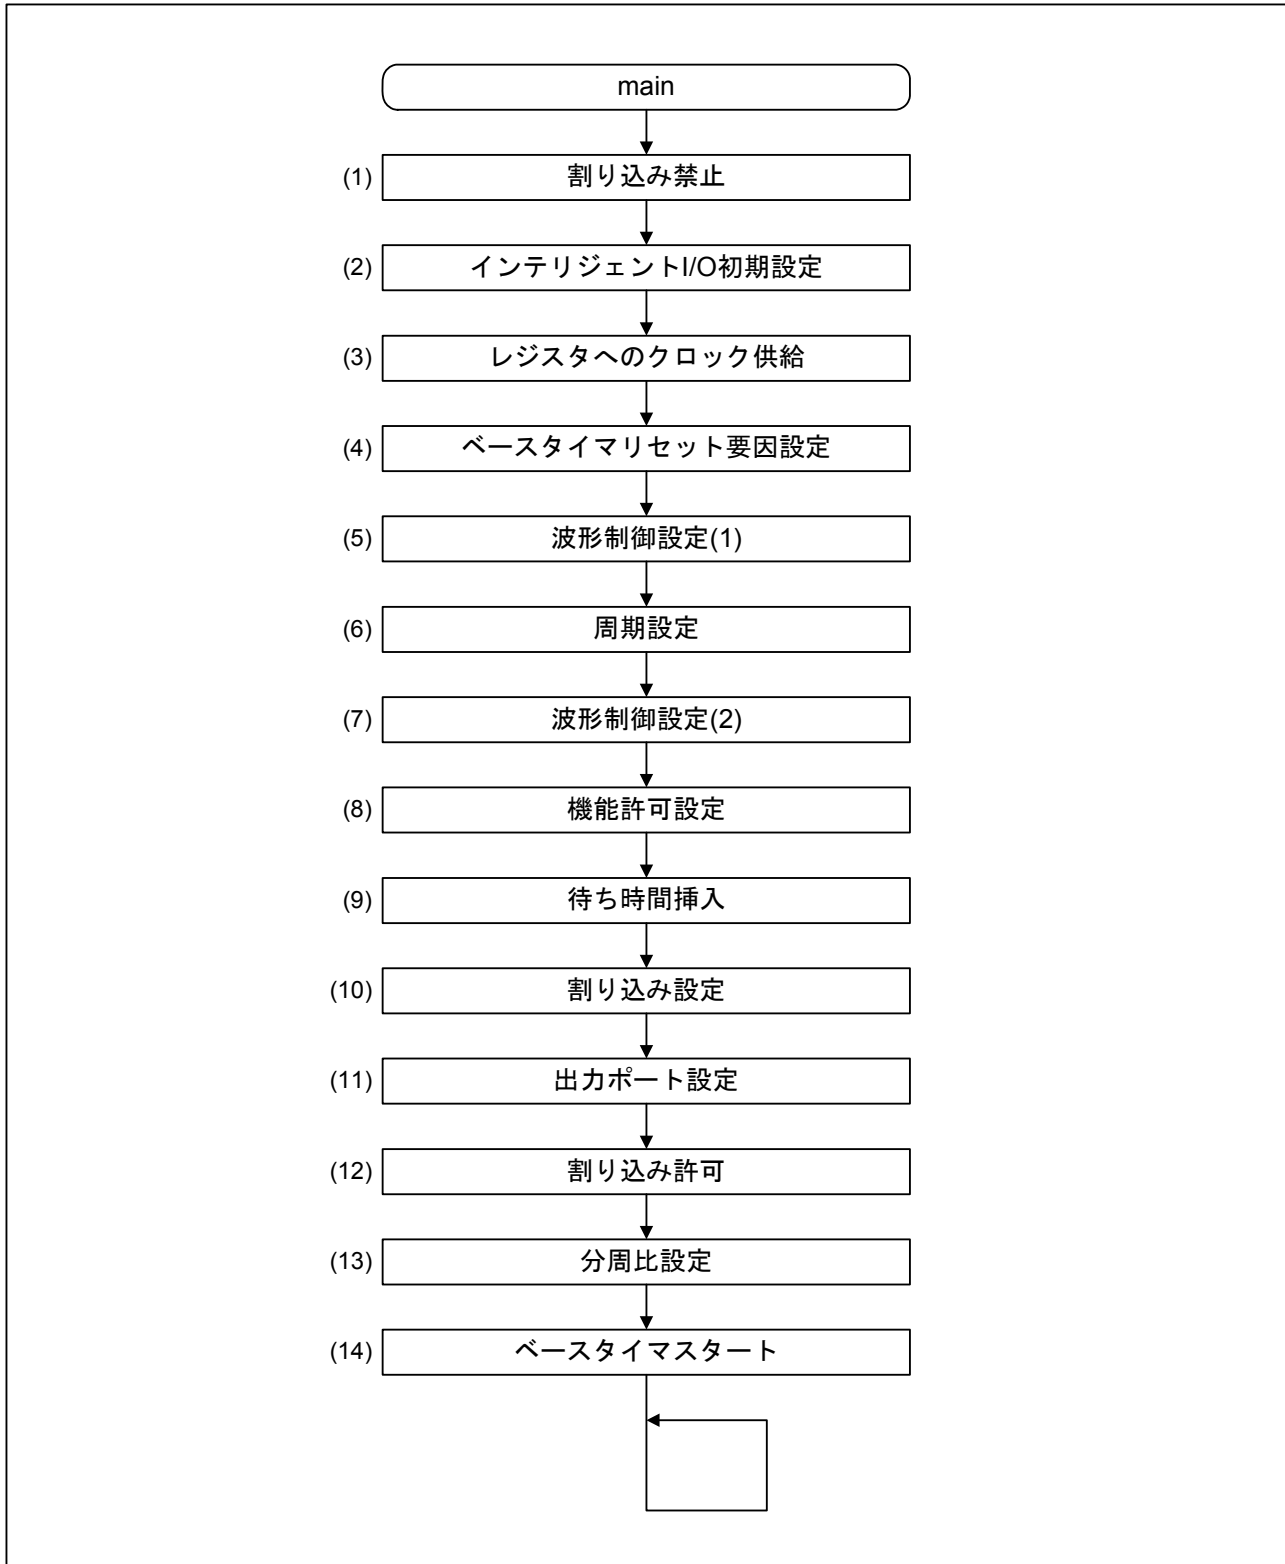 main
(1) 割り込み禁止
(2) インテリジェントI/O初期設定
(3) レジスタへのクロック供給
(4) ベースタイマリセット要因設定
(5) 波形制御設定(1)
(6) 周期設定
(7) 波形制御設定(2)
(8) 機能許可設定
(9) 待ち時間挿入
(10) 割り込み設定
(11) 出力ポート設定
(12) 割り込み許可
(13) 分周比設定
(14) ベースタイマスタート